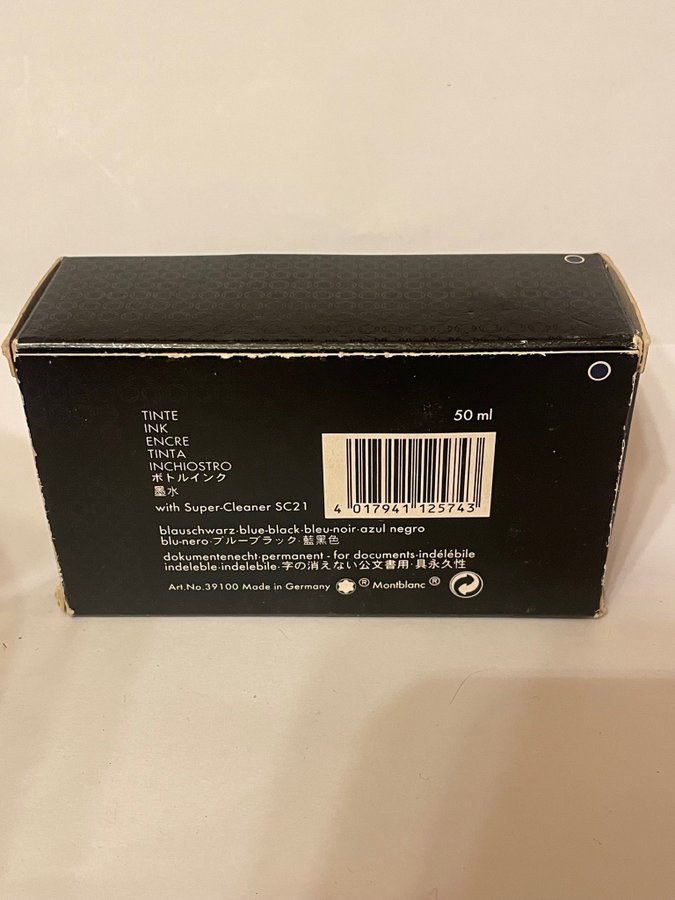 TINTE
INK
ENCRE
TINTA
INCHIOSTRO
ボトルインク
墨水
with Super-Cleaner SC21
50 ml
4 017941 125743
blauschwarz·blue-black·bleu-noir·azul negro
blu-nero·ブルーブラック·藍黑色
dokumentenecht·permanent - for documents·indélébile
indeleble·indelebile·字の消えない公文書用·具永久性
Art.No.39100 Made in Germany ® Montblanc ®